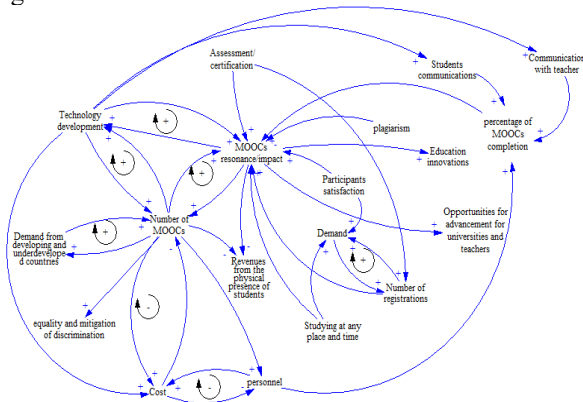 Assessment/
certification
Communication
with teacher
Students
communications
Technology
development
plagiarism
percentage of
MOOCs
completion
MOOCs
resonance/impact
Education
innovations
Participants
satisfaction
Opportunities for
advancement for
universities and
teachers
Number of
MOOCs
Demand
Demand from
developing and
underdevelope
d countries
Revenues
from the
physical
presence of
students
Number of
registrations
equality and mitigation
of discrimination
Studying at any
place and time
Cost
personnel